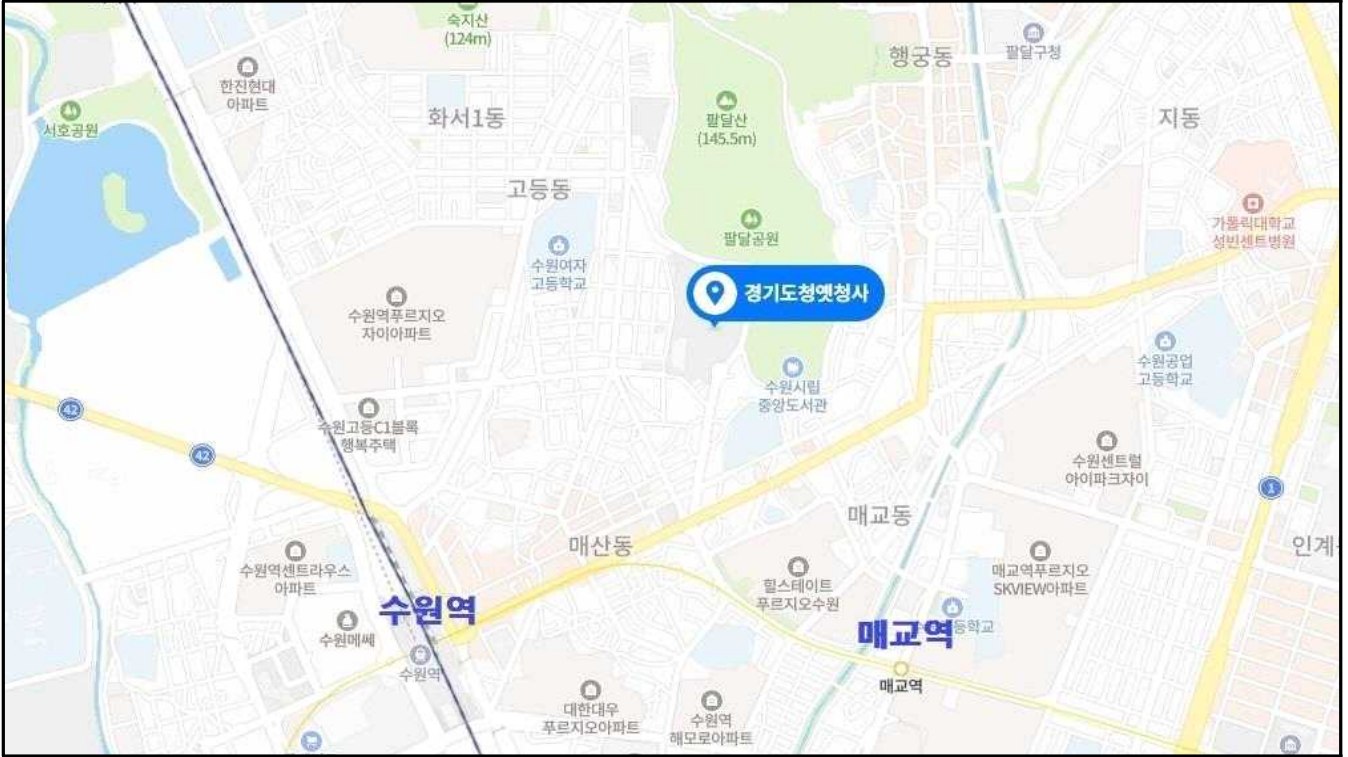 숙지산
(124m)
행궁동
팔달구청
한진현대
아파트
서호공원
화서1동
팔달산
(145.5m)
지동
고등동
가톨릭대학교
성빈센트병원
팔달공원
수원여자
고등학교
경기도청옛청사
수원역푸르지오
자이아파트
수원공업
고등학교
수원시립
중앙도서관
42
수원고등C1블록
행복주택
42
수원센트럴
아이파크자이
1
매교동
매산동
인계
수원역센트라우스
아파트
힐스테이트
푸르지오수원
매교역푸르지오
SKVIEW아파트
수원역
수원메쎄
매교역
등학교
수원역
매교역
대한대우
푸르지오아파트
수원역
해모로아파트